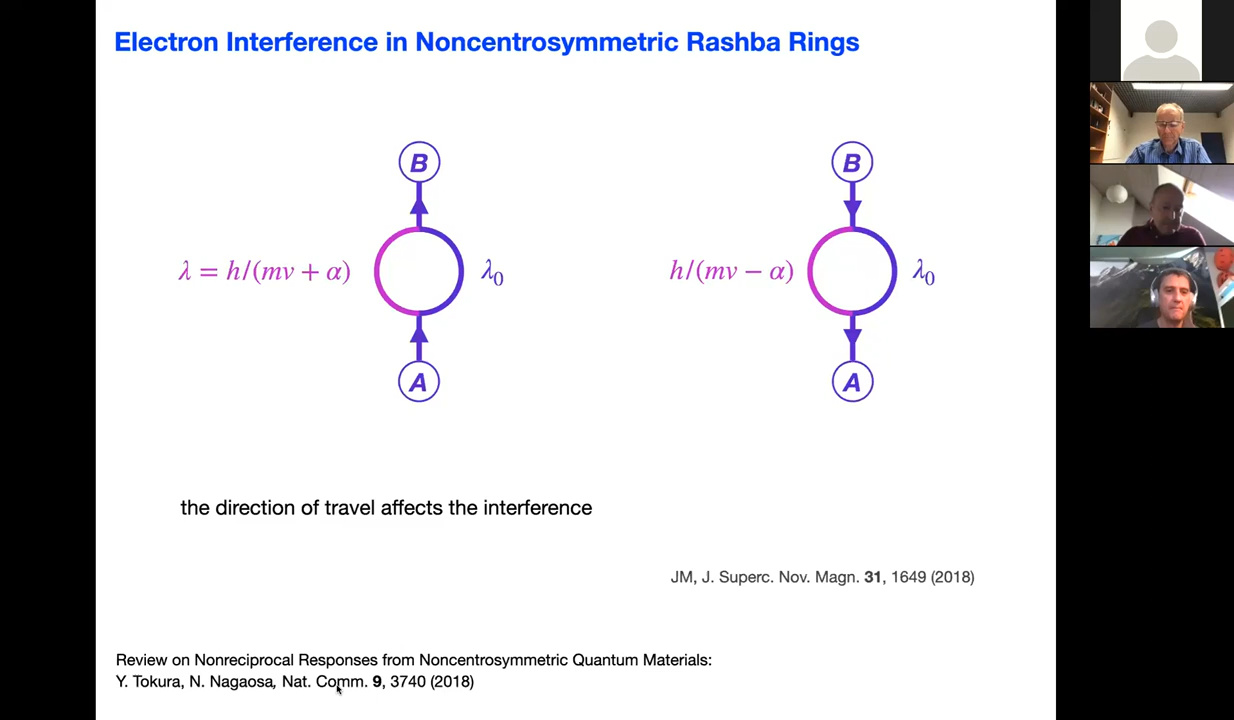 Electron Interference in Noncentrosymmetric Rashba Rings
B
B
λ = h/(mv + α)
λ₀
h/(mv − α)
λ₀
A
A
the direction of travel affects the interference
JM, J. Superc. Nov. Magn. 31, 1649 (2018)
Review on Nonreciprocal Responses from Noncentrosymmetric Quantum Materials:
Y. Tokura, N. Nagaosa, Nat. Comm. 9, 3740 (2018)